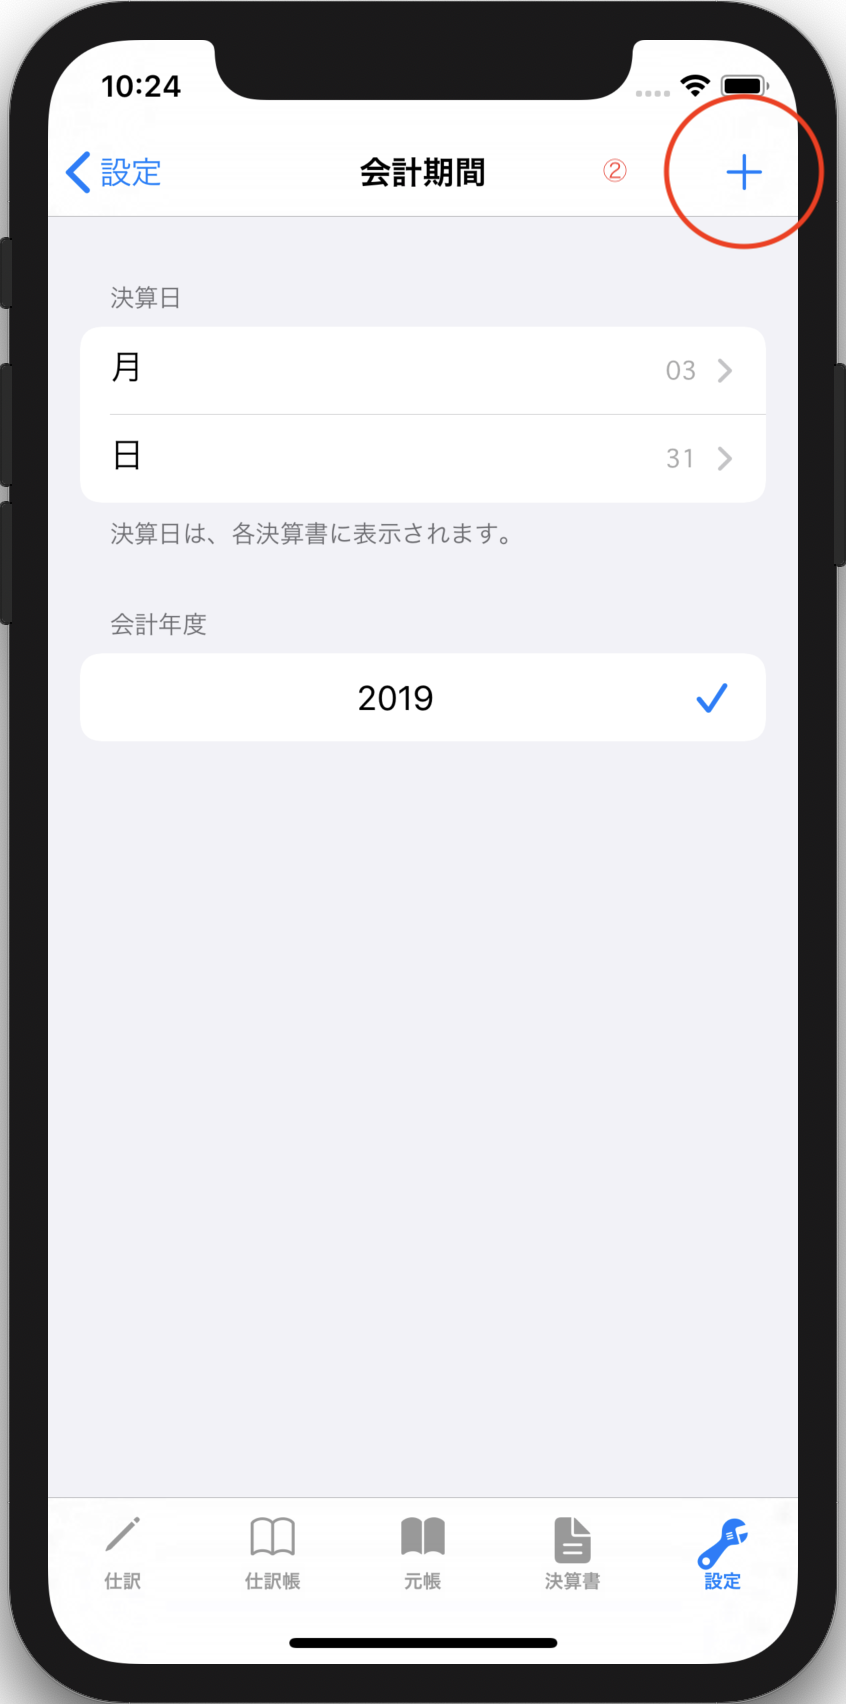 10:24
設定 会計期間 ②
決算日
月 03
日 31
決算日は、各決算書に表示されます。
会計年度
2019
仕訳 仕訳帳 元帳 決算書 設定